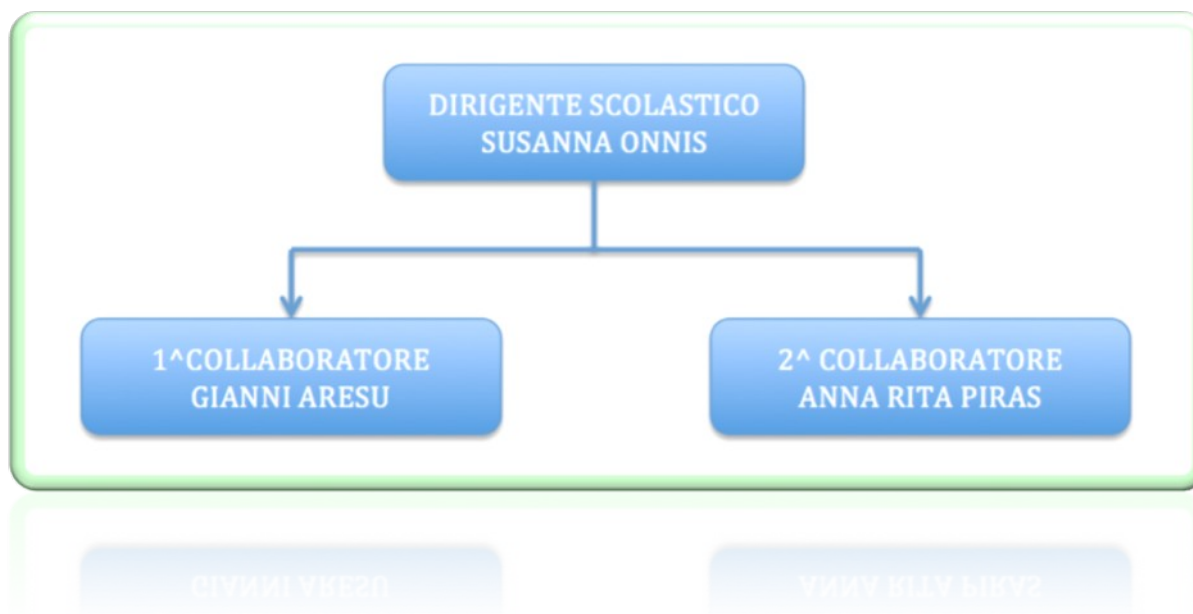 DIRIGENTE SCOLASTICO
SUSANNA ONNIS
1^COLLABORATORE
GIANNI ARESU
2^ COLLABORATORE
ANNA RITA PIRAS